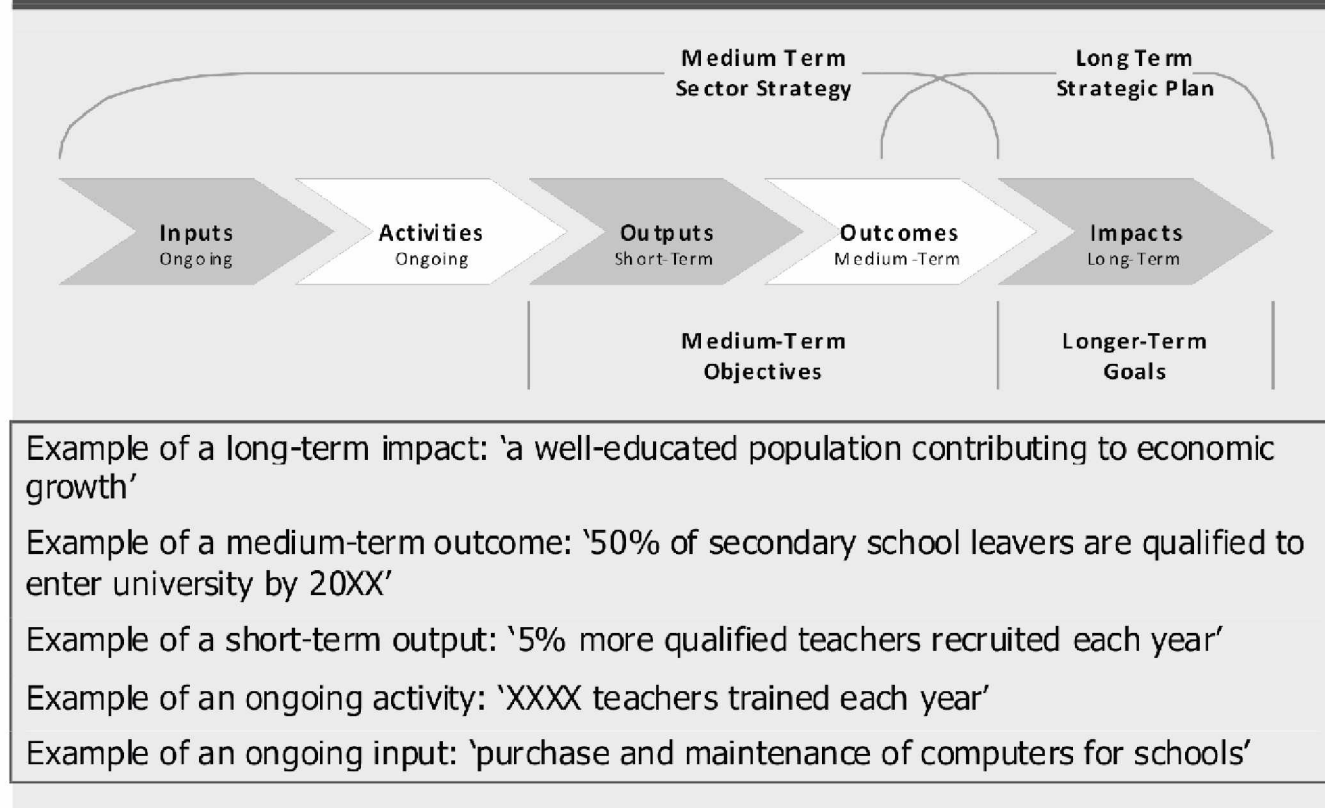 Medium Term
Sector Strategy
Long Term
Strategic Plan
Inputs
Ongoing
Activities
Ongoing
Outputs
Short-Term
Outcomes
Medium-Term
Impacts
Long-Term
Medium-Term
Objectives
Longer-Term
Goals
Example of a long-term impact: ‘a well-educated population contributing to economic
growth’
Example of a medium-term outcome: ‘50% of secondary school leavers are qualified to
enter university by 20XX’
Example of a short-term output: ‘5% more qualified teachers recruited each year’
Example of an ongoing activity: ‘XXXX teachers trained each year’
Example of an ongoing input: ‘purchase and maintenance of computers for schools’